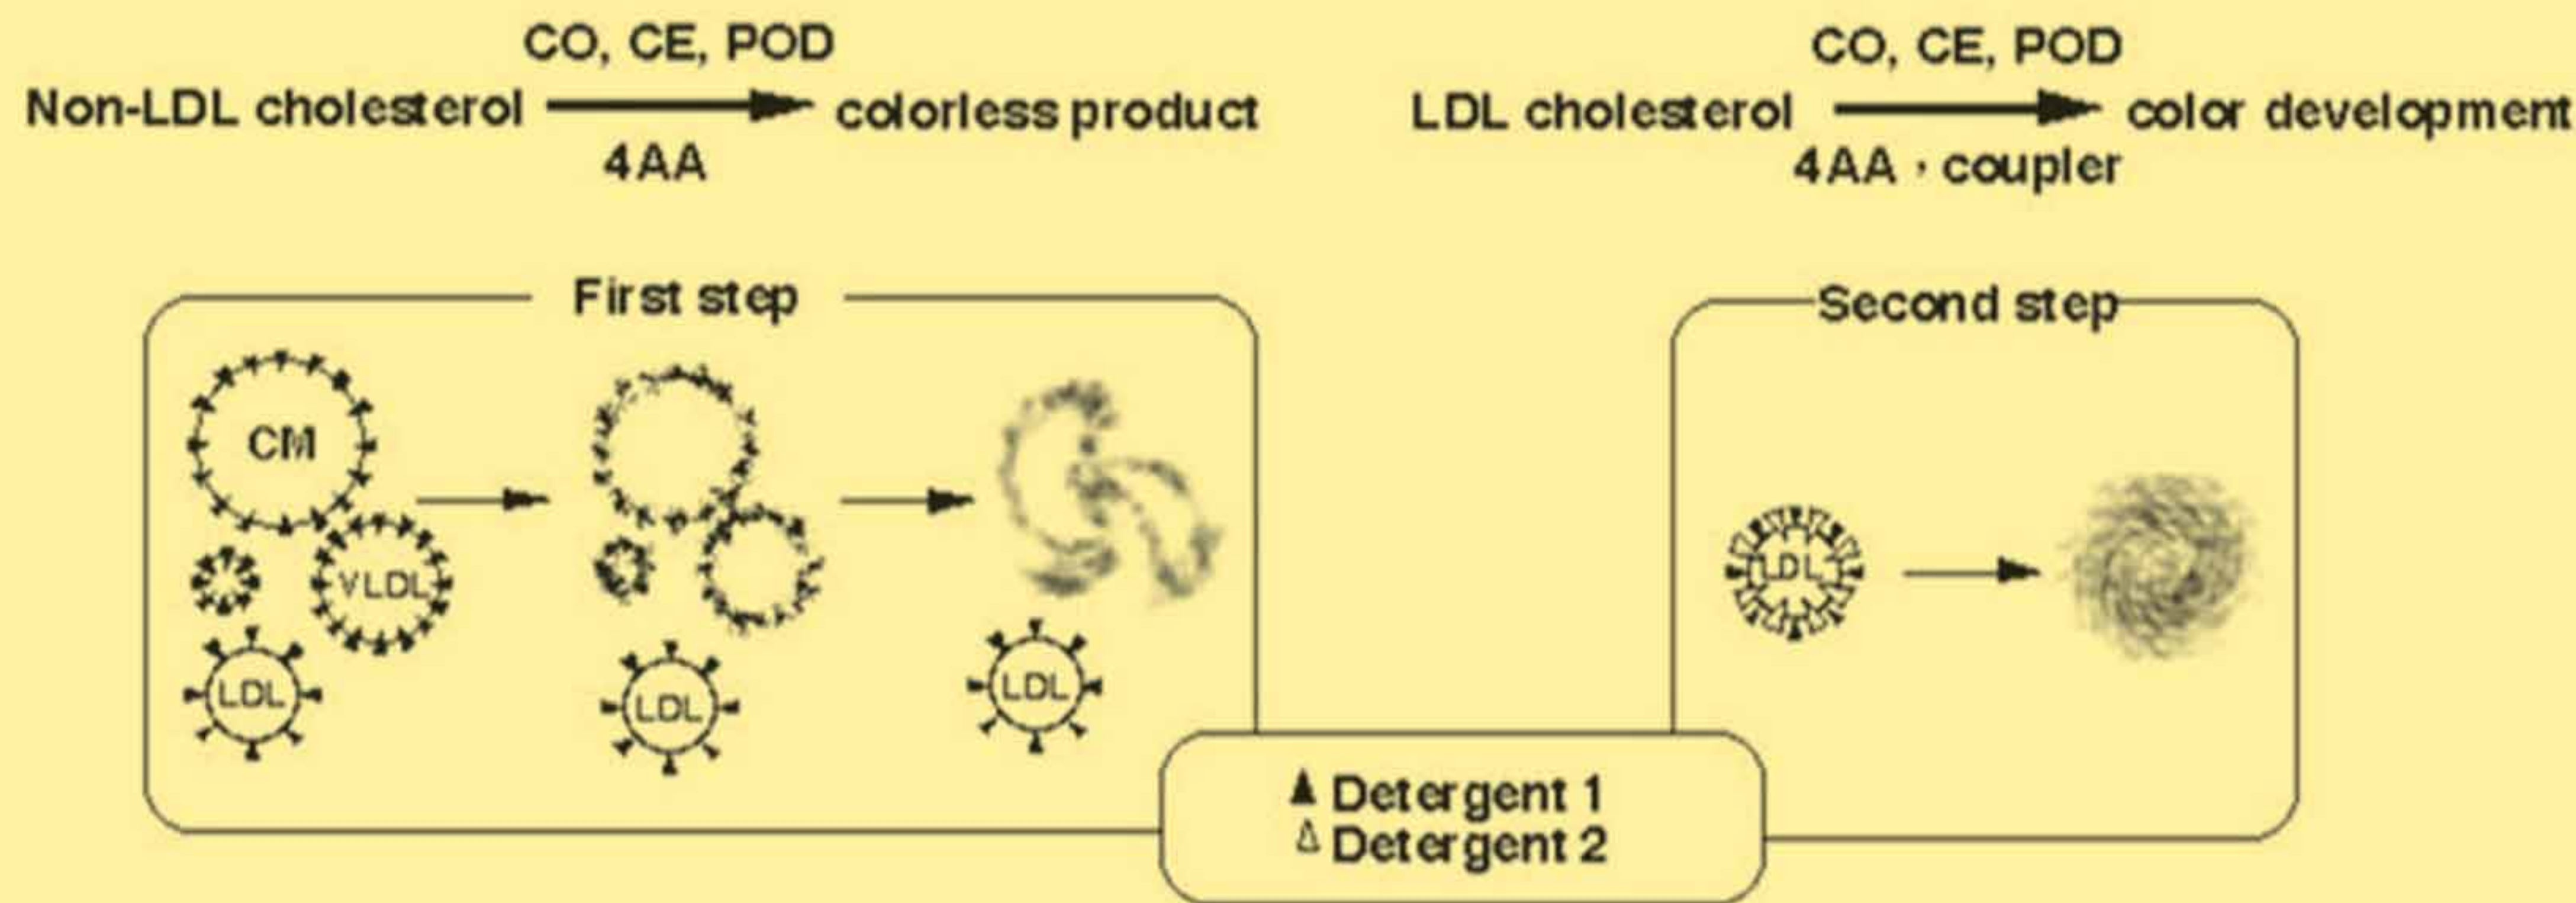 CO, CE, POD
Non-LDL cholesterol
colorless product
4AA
CO, CE, POD
LDL cholesterol
color development
4AA · coupler
First step
CM
VLDL
LDL
LDL
LDL
Second step
LDL
Detergent 1
Detergent 2